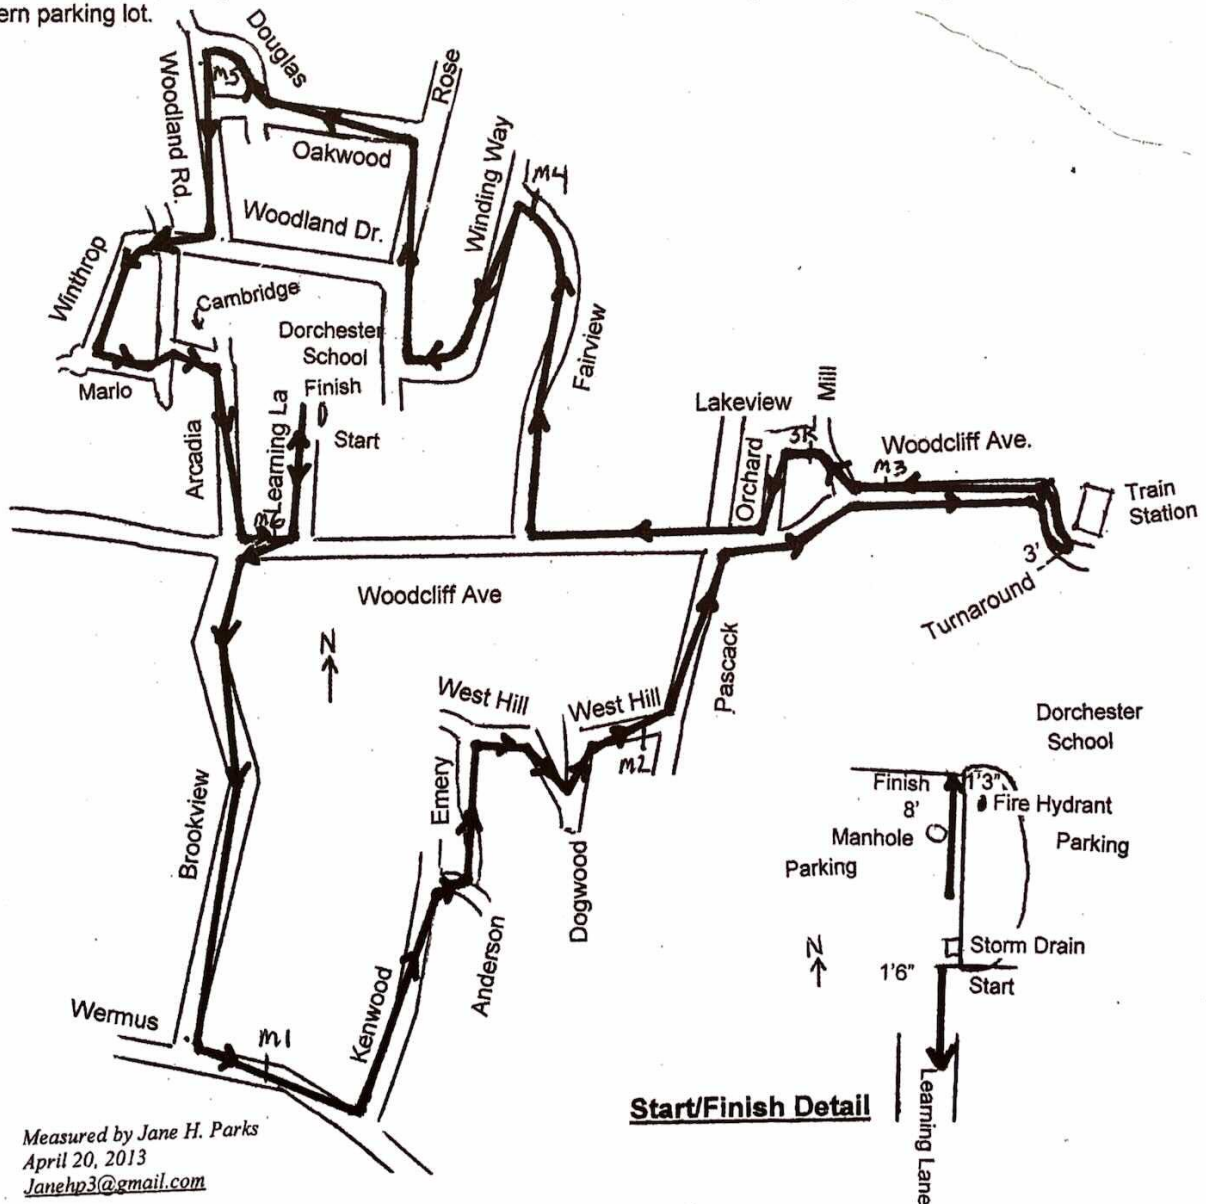 ern parking lot.
Douglas
M5
Woodland Rd.
Rose
Oakwood
Winding Way
M4
Woodland Dr.
Winthrop
Cambridge
Dorchester
School
Finish
Start
Marlo
Arcadia
Learning La
M6
Fairview
Lakeview
Mill
Orchard
5K
Woodcliff Ave.
M3
Train
Station
3'
Turnaround
Woodcliff Ave
N
Pascack
West Hill
West Hill
M2
Emery
Dogwood
Brookview
Anderson
Kenwood
Wermus
M1
Dorchester
School
Finish
1'3"
8'
Fire Hydrant
Manhole
Parking
Parking
N
Storm Drain
1'6"
Start
Learning Lane
Start/Finish Detail
Measured by Jane H. Parks
April 20, 2013
Janehp3@gmail.com